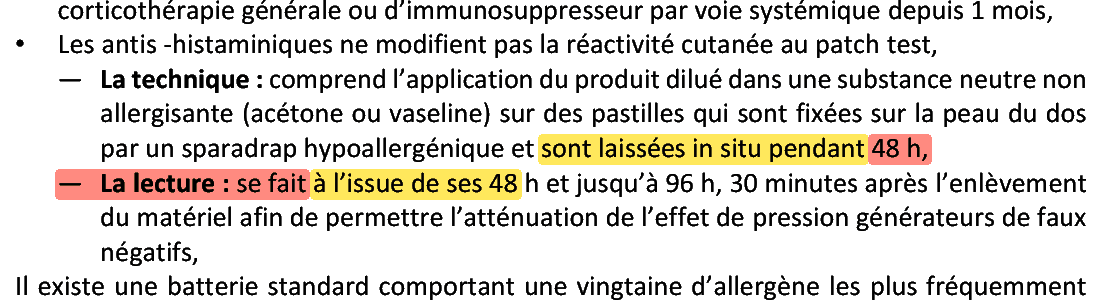 corticothérapie générale ou d'immunosuppresseur par voie systémique depuis 1 mois,
• Les antis -histaminiques ne modifient pas la réactivité cutanée au patch test,
— La technique : comprend l'application du produit dilué dans une substance neutre non
allergisante (acétone ou vaseline) sur des pastilles qui sont fixées sur la peau du dos
par un sparadrap hypoallergénique et sont laissées in situ pendant 48 h,
— La lecture : se fait à l'issue de ses 48 h et jusqu'à 96 h, 30 minutes après l'enlèvement
du matériel afin de permettre l'atténuation de l'effet de pression générateurs de faux
négatifs,
Il existe une batterie standard comportant une vingtaine d'allergène les plus fréquemment